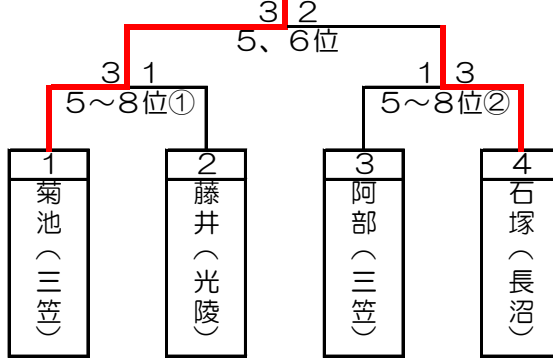 3 2
5、6位
3 1
5～8位①
1 3
5～8位②
1
菊池（三笠）
2
藤井（光陵）
3
阿部（三笠）
4
石塚（長沼）